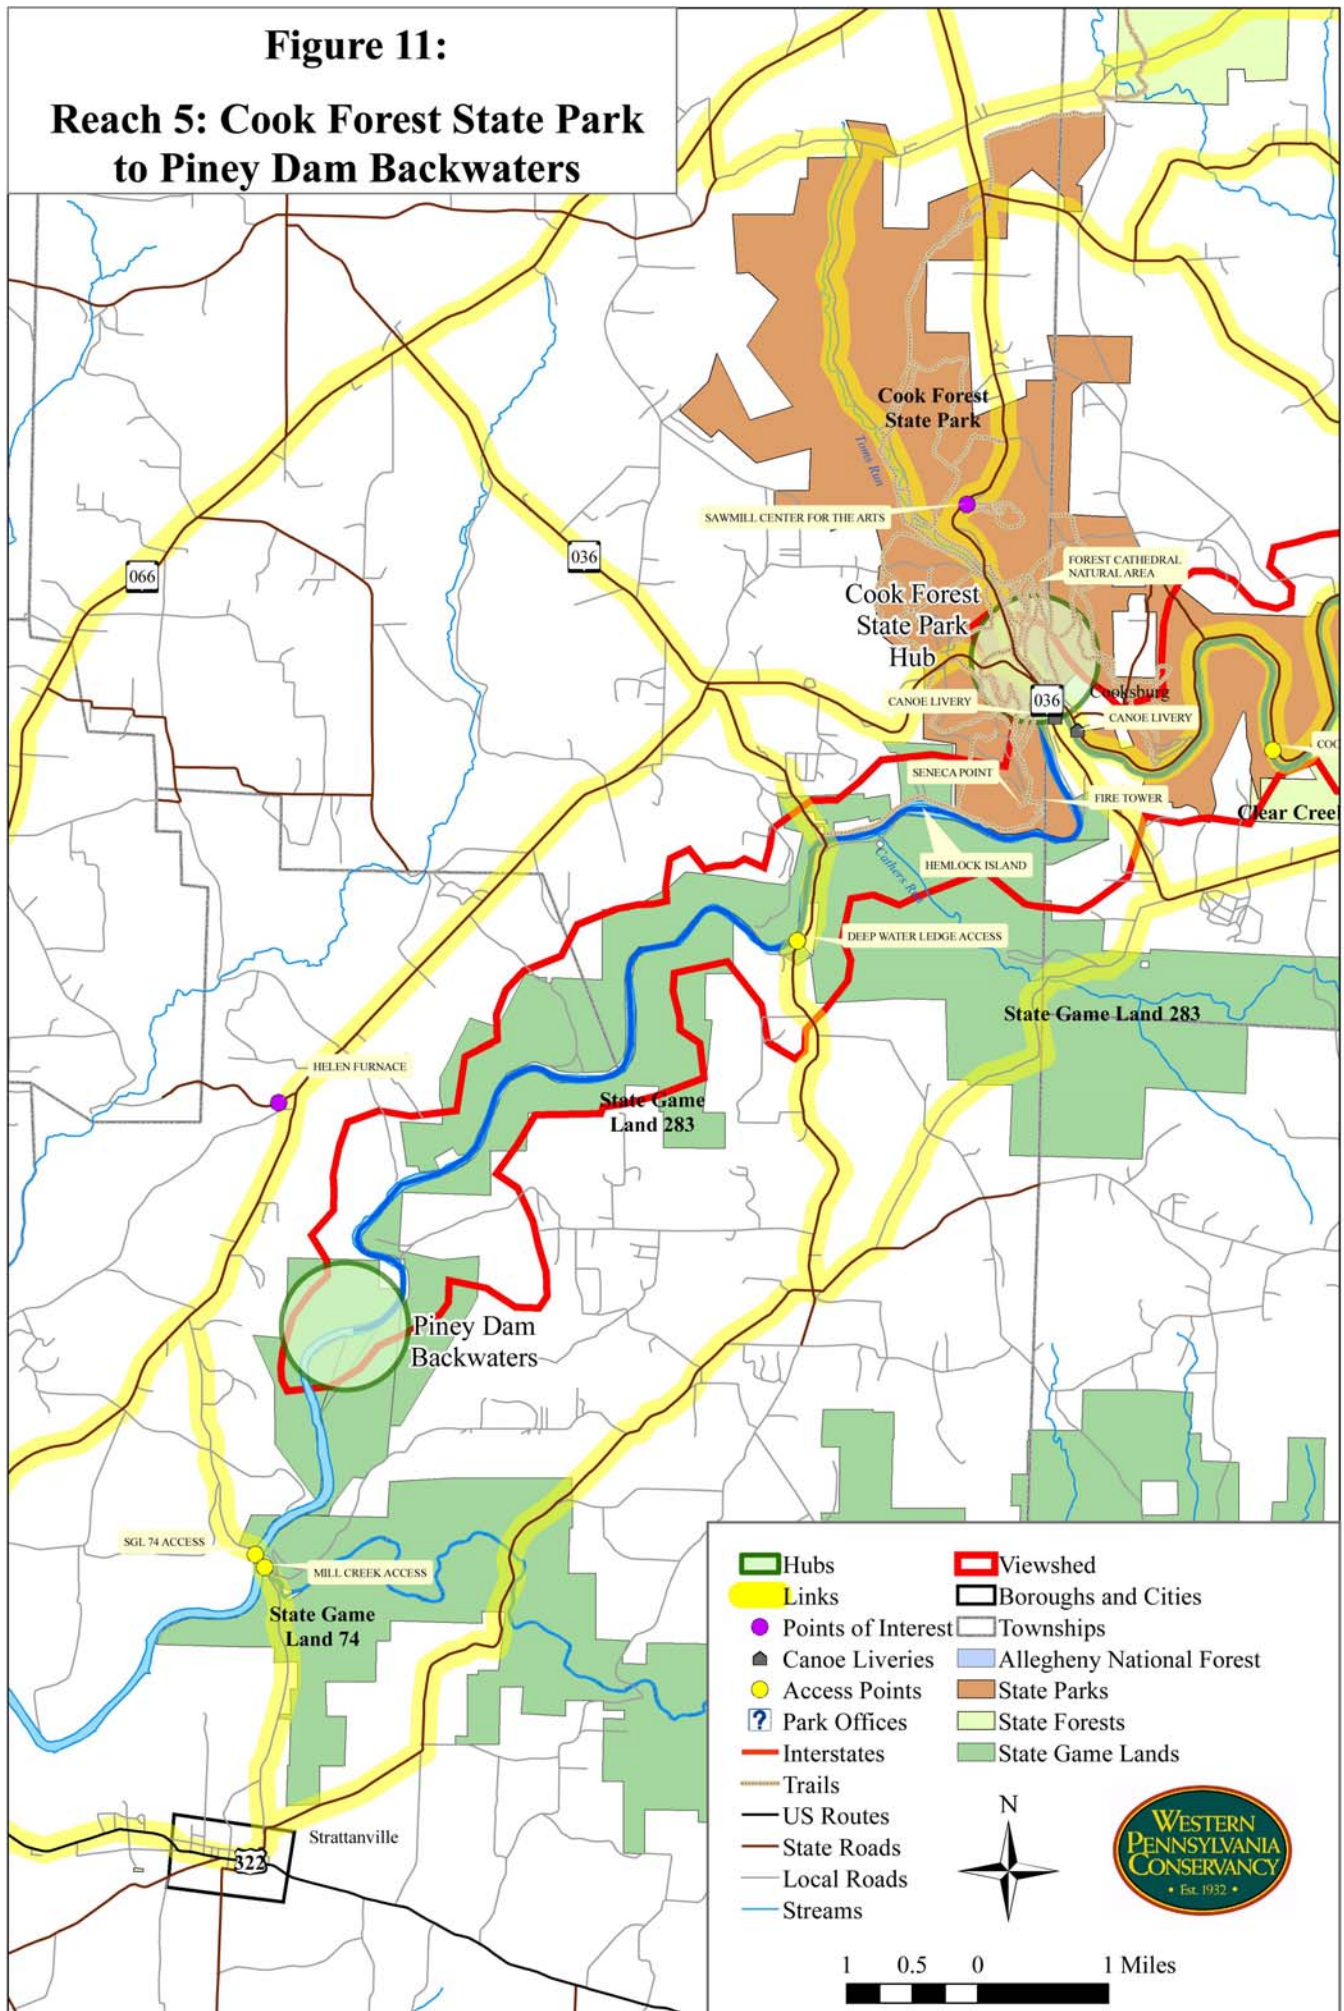 Figure 11:
Reach 5: Cook Forest State Park
to Piney Dam Backwaters
Cook Forest
State Park
Toms Run
SAWMILL CENTER FOR THE ARTS
036
066
FOREST CATHEDRAL
NATURAL AREA
Cook Forest
State Park
Hub
CANOE LIVERY
036
Cooksburg
CANOE LIVERY
COO
SENECA POINT
FIRE TOWER
Clear Creek
HEMLOCK ISLAND
Cathers Run
DEEP WATER LEDGE ACCESS
State Game Land 283
HELEN FURNACE
State Game
Land 283
Piney Dam
Backwaters
SGL 74 ACCESS
MILL CREEK ACCESS
State Game
Land 74
Strattanville
322
Hubs
Links
Points of Interest
Canoe Liveries
Access Points
? Park Offices
Interstates
Trails
US Routes
State Roads
Local Roads
Streams
Viewshed
Boroughs and Cities
Townships
Allegheny National Forest
State Parks
State Forests
State Game Lands
N
WESTERN
PENNSYLVANIA
CONSERVANCY
• Est. 1932 •
1 0.5 0 1 Miles